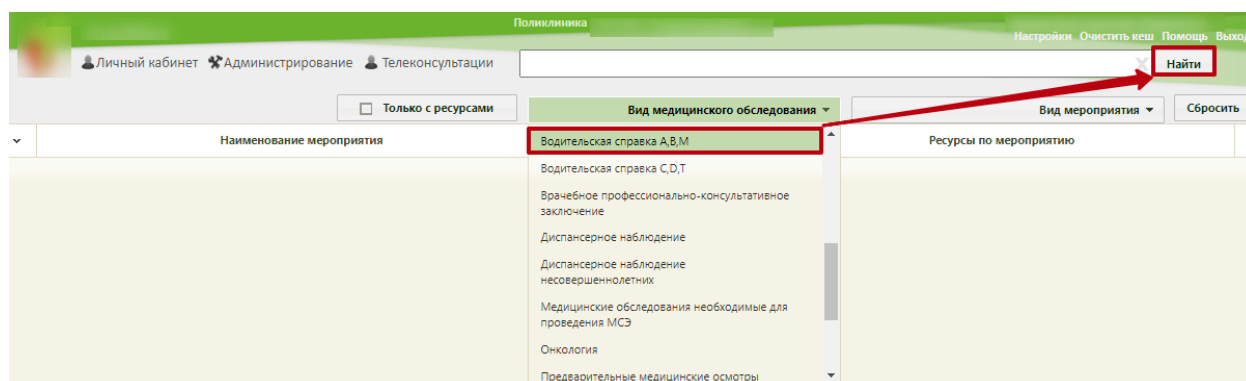 Поликлиника
Настройки Очистить кеш Помощь Выход
Личный кабинет Администрирование Телеконсультации
Найти
Только с ресурсами
Вид медицинского обследования
Вид мероприятия
Сбросить
Наименование мероприятия
Ресурсы по мероприятию
Водительская справка A,B,M
Водительская справка C,D,T
Врачебное профессионально-консультативное
заключение
Диспансерное наблюдение
Диспансерное наблюдение
несовершеннолетних
Медицинские обследования необходимые для
проведения МСЭ
Онкология
Предварительные медицинские осмотры